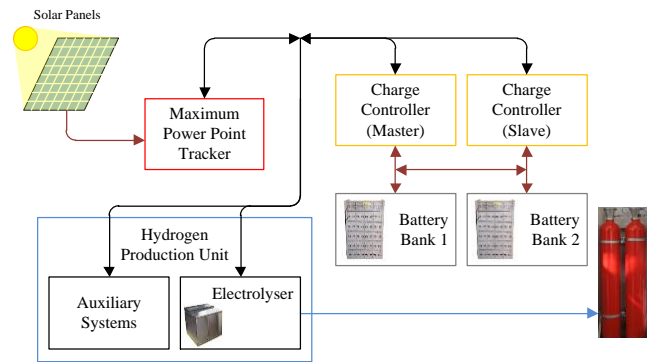 Solar Panels
Maximum
Power Point
Tracker
Charge
Controller
(Master)
Charge
Controller
(Slave)
Battery
Bank 1
Battery
Bank 2
Hydrogen
Production Unit
Auxiliary
Systems
Electrolyser